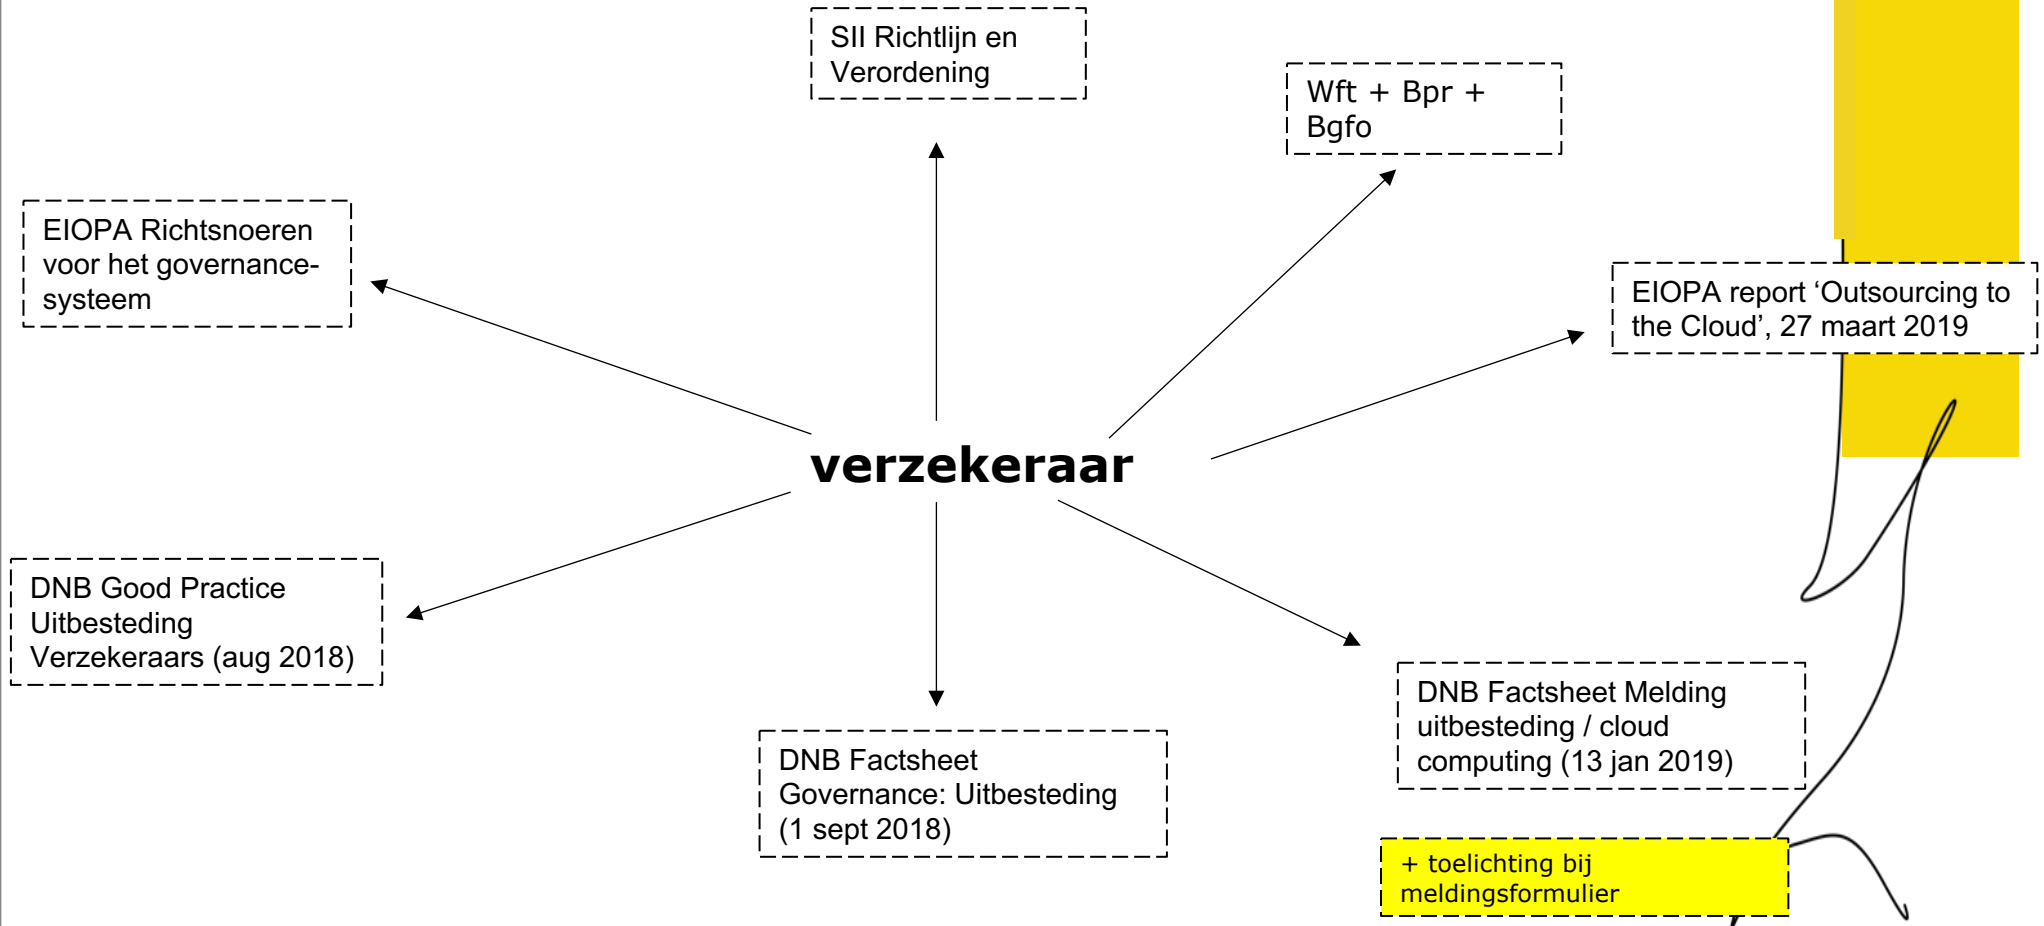 SII Richtlijn en
Verordening
Wft + Bpr +
Bgfo
EIOPA Richtsnoeren
voor het governance-
systeem
EIOPA report ‘Outsourcing to
the Cloud’, 27 maart 2019
verzekeraar
DNB Good Practice
Uitbesteding
Verzekeraars (aug 2018)
DNB Factsheet
Governance: Uitbesteding
(1 sept 2018)
DNB Factsheet Melding
uitbesteding / cloud
computing (13 jan 2019)
+ toelichting bij
meldingsformulier